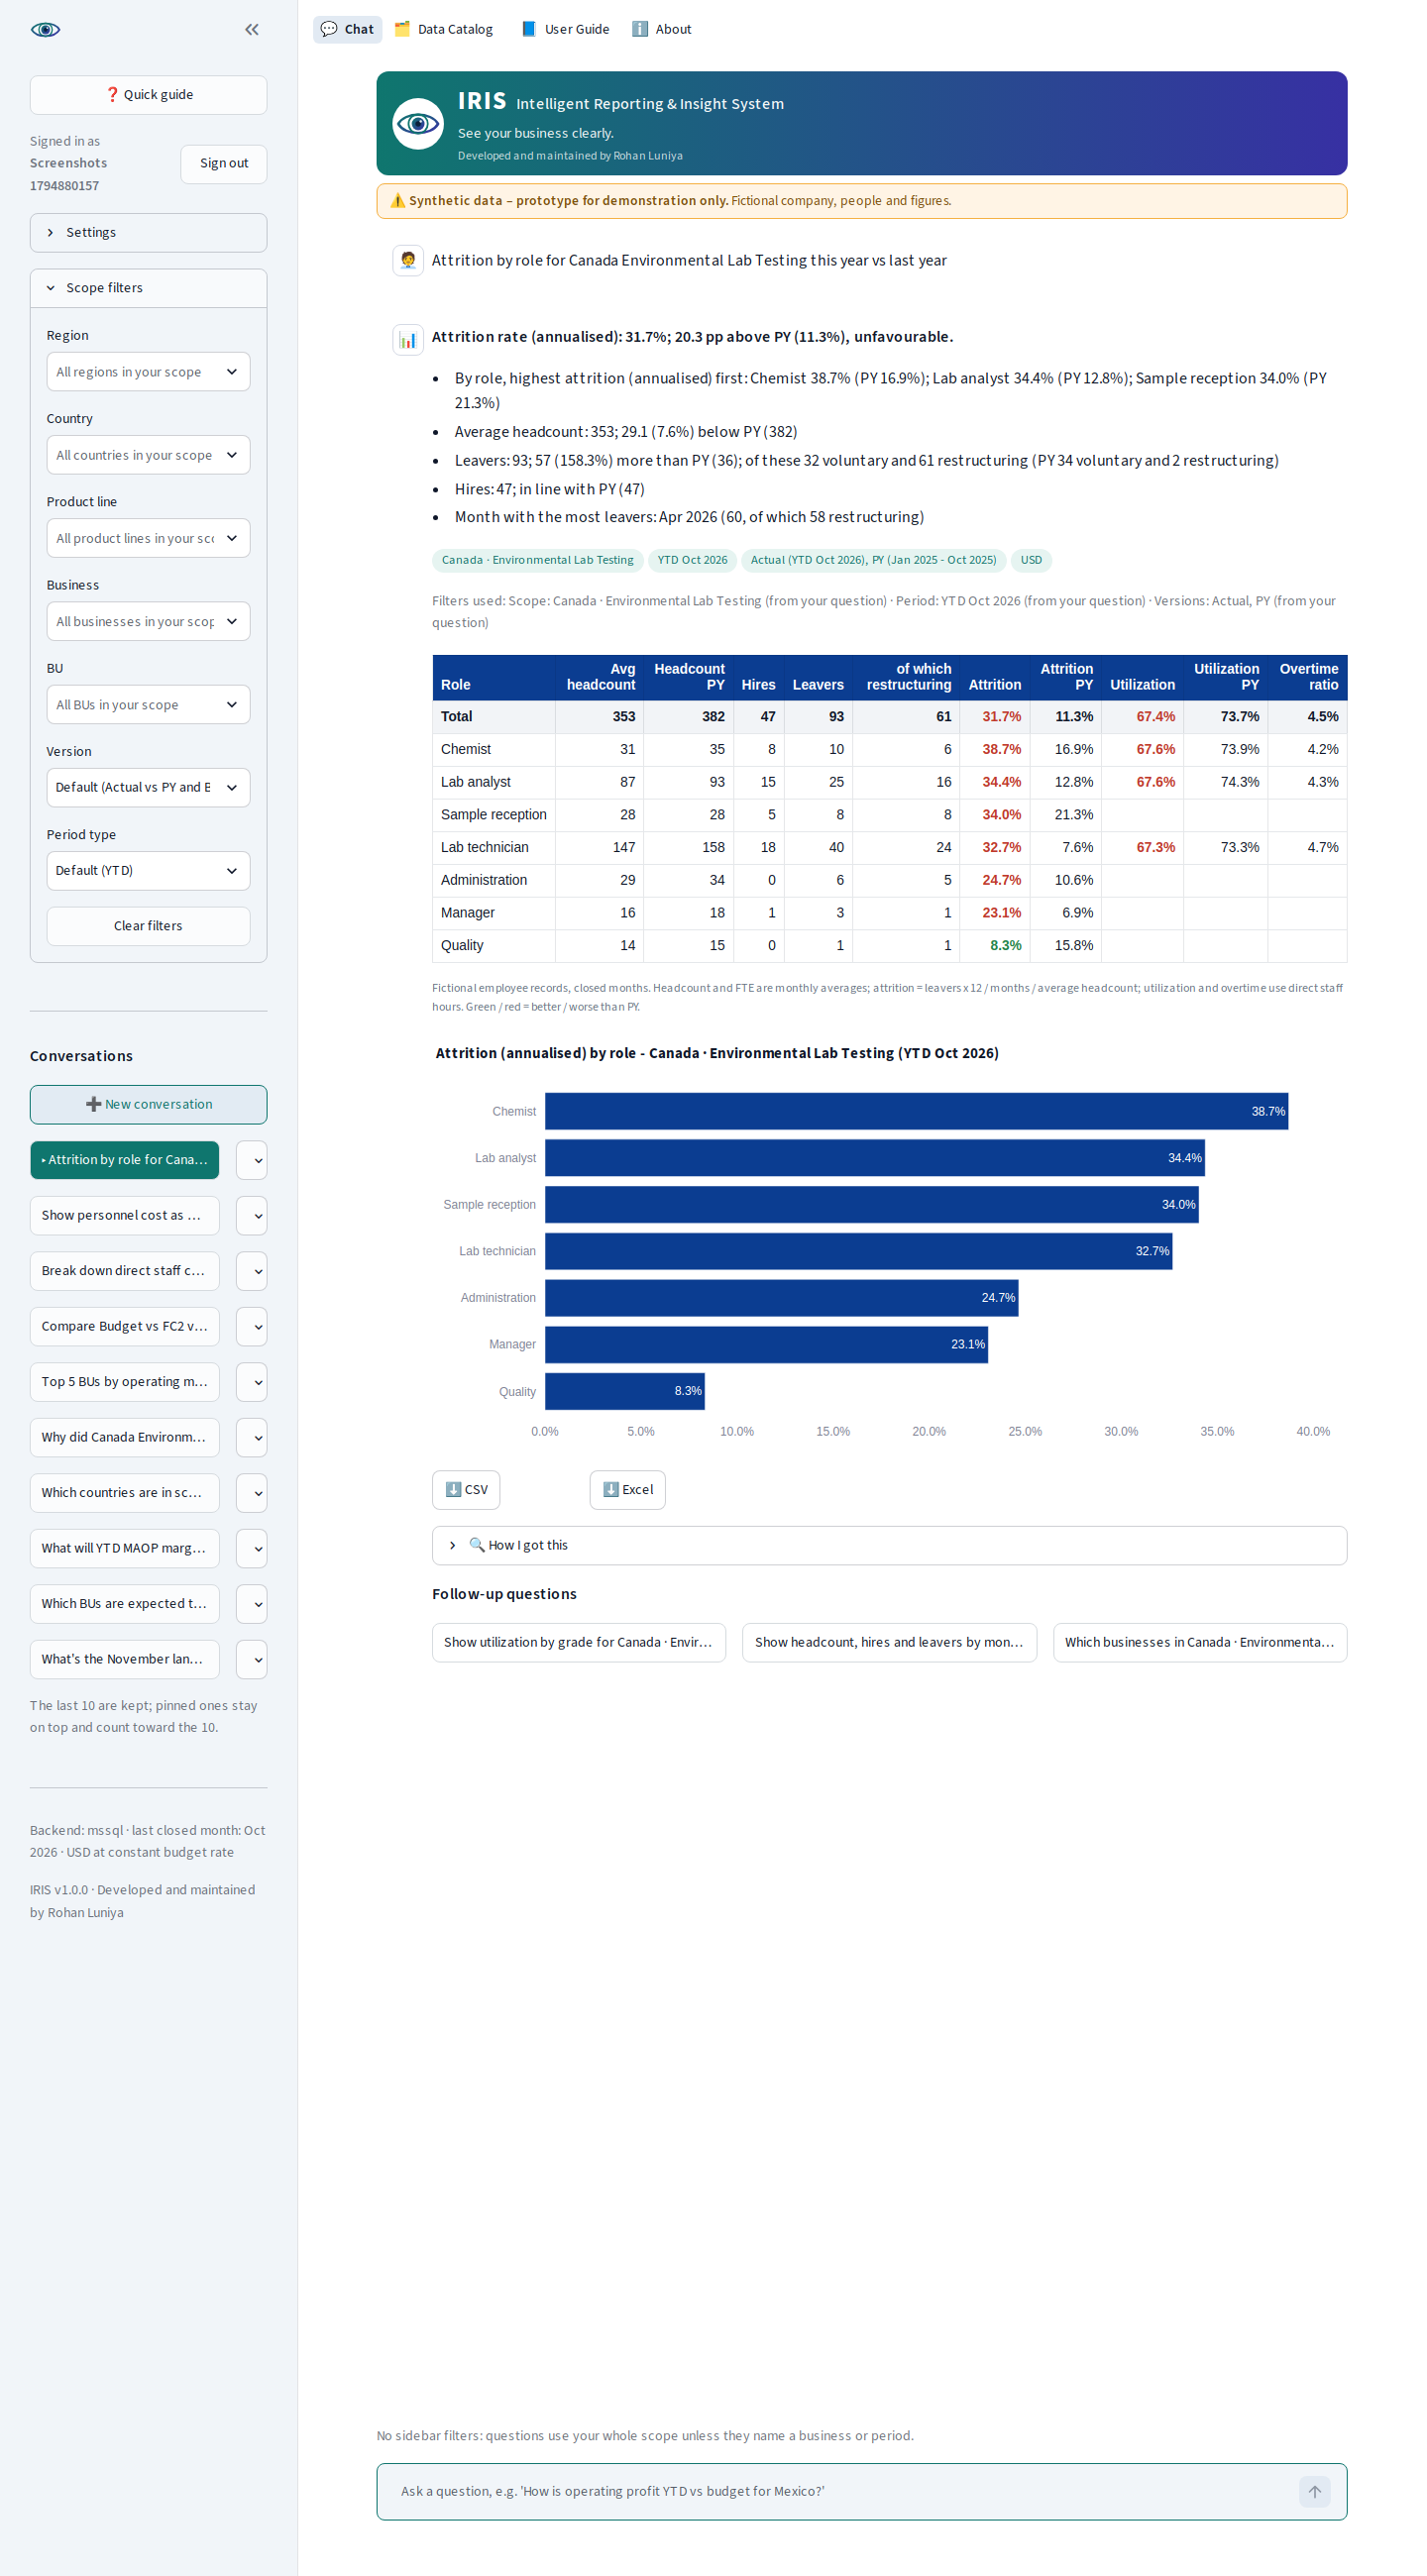 Quick guide
Signed in as
Screenshots
1794880157
Sign out
Settings
Scope filters
Region
All regions in your scope
Country
All countries in your scope
Product line
All product lines in your sc
Business
All businesses in your scop
BU
All BUs in your scope
Version
Default (Actual vs PY and B
Period type
Default (YTD)
Clear filters
Conversations
New conversation
Attrition by role for Cana…
Show personnel cost as …
Break down direct staff c…
Compare Budget vs FC2 v…
Top 5 BUs by operating m…
Why did Canada Environm…
Which countries are in sc…
What will YTD MAOP marg…
Which BUs are expected t…
What's the November lan…
The last 10 are kept; pinned ones stay
on top and count toward the 10.
Backend: mssql · last closed month: Oct
2026 · USD at constant budget rate
IRIS v1.0.0 · Developed and maintained
by Rohan Luniya
Chat Data Catalog User Guide About
IRIS Intelligent Reporting & Insight System
See your business clearly.
Developed and maintained by Rohan Luniya
Synthetic data – prototype for demonstration only. Fictional company, people and figures.
Attrition by role for Canada Environmental Lab Testing this year vs last year
Attrition rate (annualised): 31.7%; 20.3 pp above PY (11.3%), unfavourable.
• By role, highest attrition (annualised) first: Chemist 38.7% (PY 16.9%); Lab analyst 34.4% (PY 12.8%); Sample reception 34.0% (PY
21.3%)
• Average headcount: 353; 29.1 (7.6%) below PY (382)
• Leavers: 93; 57 (158.3%) more than PY (36); of these 32 voluntary and 61 restructuring (PY 34 voluntary and 2 restructuring)
• Hires: 47; in line with PY (47)
• Month with the most leavers: Apr 2026 (60, of which 58 restructuring)
Canada · Environmental Lab Testing YTD Oct 2026 Actual (YTD Oct 2026), PY (Jan 2025 - Oct 2025) USD
Filters used: Scope: Canada · Environmental Lab Testing (from your question) · Period: YTD Oct 2026 (from your question) · Versions: Actual, PY (from your
question)
Role Avg headcount Headcount PY Hires Leavers of which restructuring Attrition Attrition PY Utilization Utilization PY Overtime ratio
Total 353 382 47 93 61 31.7% 11.3% 67.4% 73.7% 4.5%
Chemist 31 35 8 10 6 38.7% 16.9% 67.6% 73.9% 4.2%
Lab analyst 87 93 15 25 16 34.4% 12.8% 67.6% 74.3% 4.3%
Sample reception 28 28 5 8 8 34.0% 21.3%
Lab technician 147 158 18 40 24 32.7% 7.6% 67.3% 73.3% 4.7%
Administration 29 34 0 6 5 24.7% 10.6%
Manager 16 18 1 3 1 23.1% 6.9%
Quality 14 15 0 1 1 8.3% 15.8%
Fictional employee records, closed months. Headcount and FTE are monthly averages; attrition = leavers x 12 / months / average headcount; utilization and overtime use direct staff
hours. Green / red = better / worse than PY.
Attrition (annualised) by role - Canada · Environmental Lab Testing (YTD Oct 2026)
Chemist 38.7%
Lab analyst 34.4%
Sample reception 34.0%
Lab technician 32.7%
Administration 24.7%
Manager 23.1%
Quality 8.3%
0.0% 5.0% 10.0% 15.0% 20.0% 25.0% 30.0% 35.0% 40.0%
CSV Excel
How I got this
Follow-up questions
Show utilization by grade for Canada · Envir… Show headcount, hires and leavers by mon… Which businesses in Canada · Environmenta…
No sidebar filters: questions use your whole scope unless they name a business or period.
Ask a question, e.g. 'How is operating profit YTD vs budget for Mexico?'